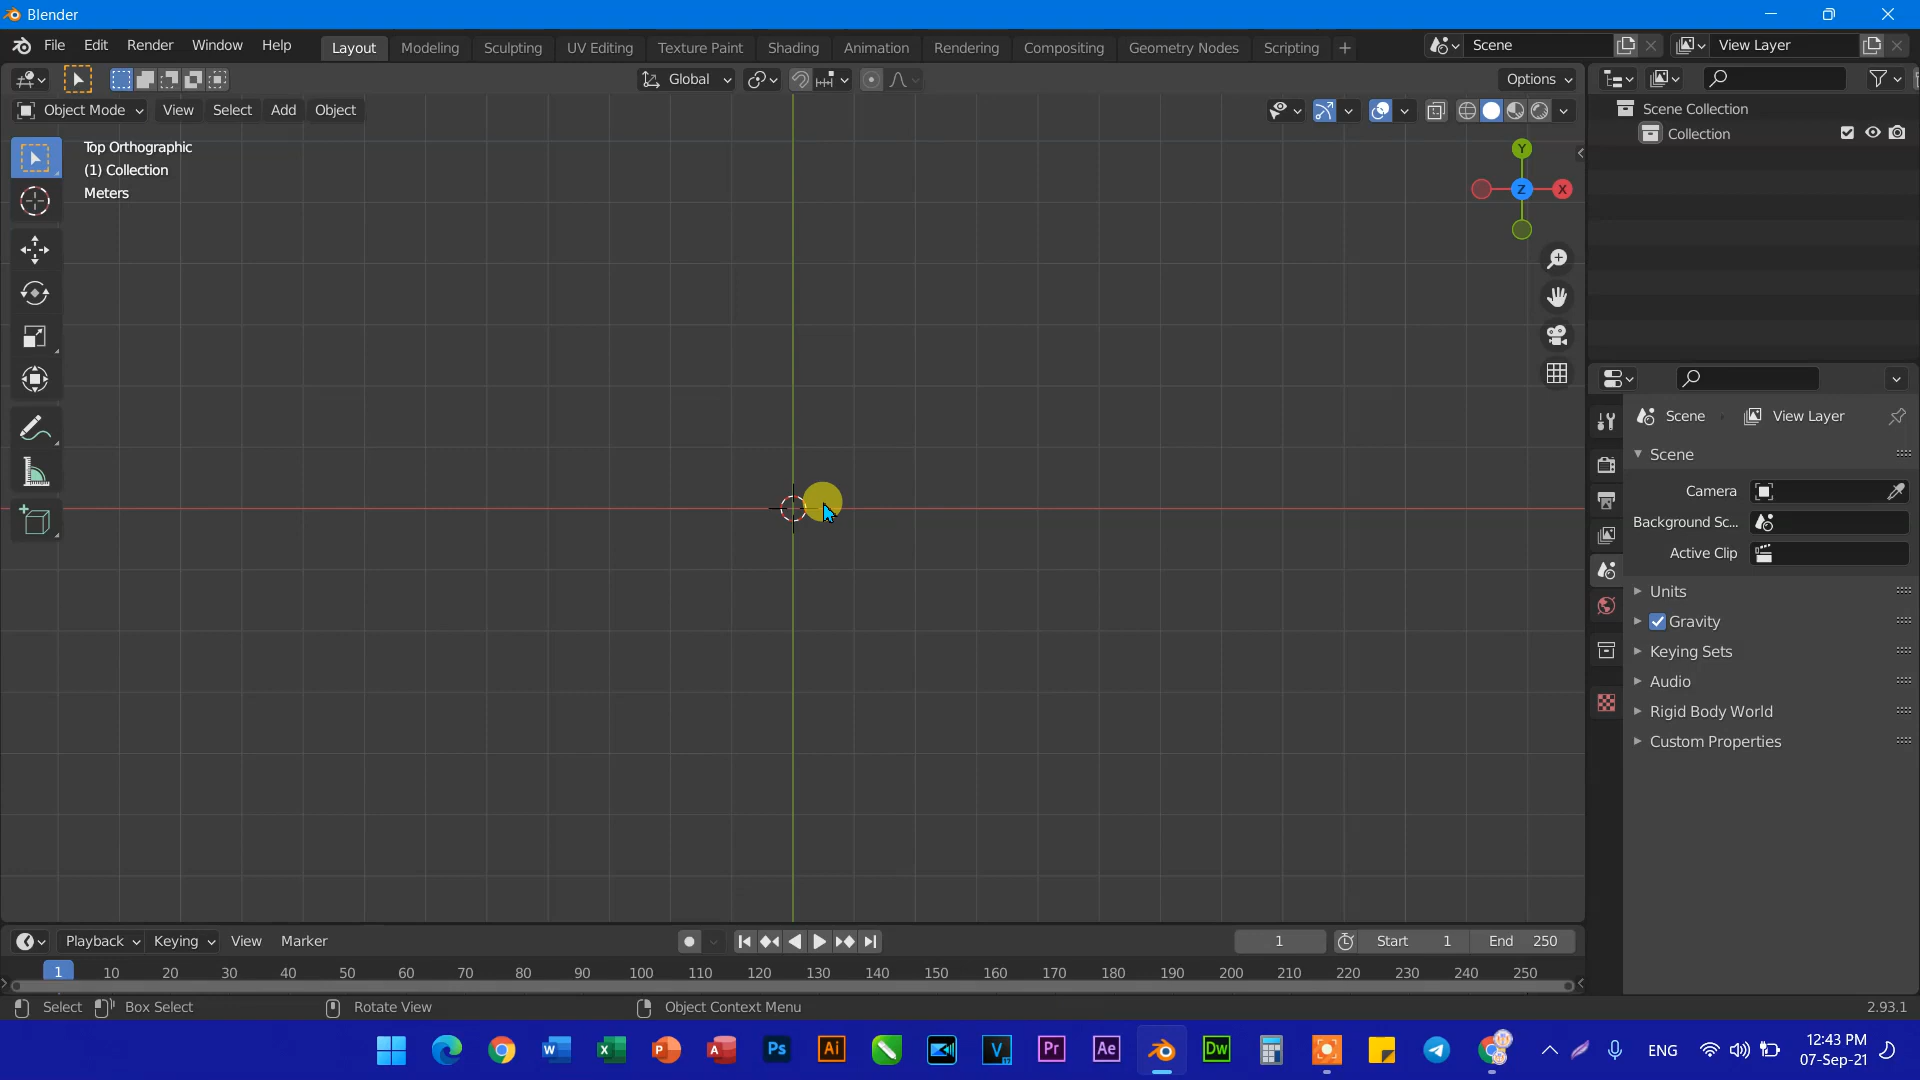 Blender
File Edit Render Window Help Layout Modeling Sculpting UV Editing Texture Paint Shading Animation Rendering Compositing Geometry Nodes Scripting + Scene View Layer
Global Options
Object Mode View Select Add Object
Top Orthographic
(1) Collection
Meters
Y
Z X
Scene Collection
Collection
Scene View Layer
Scene
Camera
Background Sc...
Active Clip
Units
Gravity
Keying Sets
Audio
Rigid Body World
Custom Properties
Playback Keying View Marker 1 Start 1 End 250
1 10 20 30 40 50 60 70 80 90 100 110 120 130 140 150 160 170 180 190 200 210 220 230 240 250
Select Box Select Rotate View Object Context Menu 2.93.1
Ps Ai V Pr Ae Dw ENG
12:43 PM
07-Sep-21